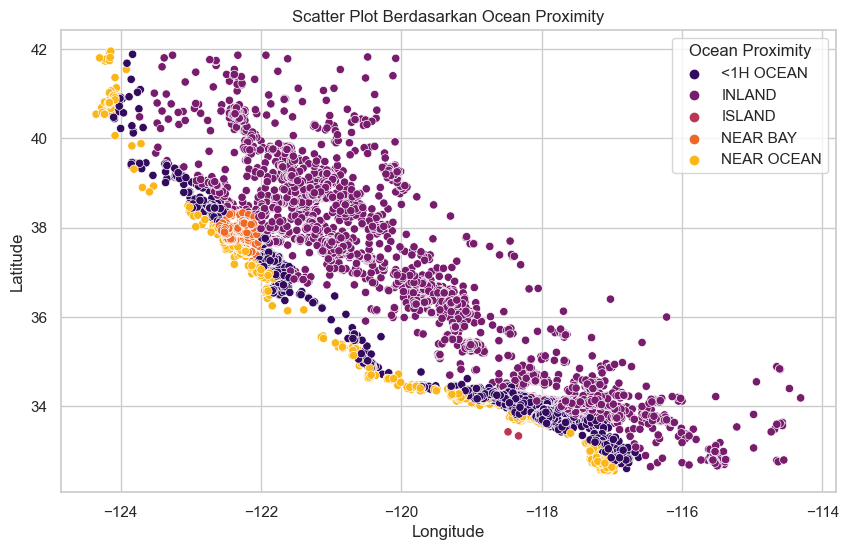 Scatter Plot Berdasarkan Ocean Proximity
Ocean Proximity
<1H OCEAN
INLAND
ISLAND
NEAR BAY
NEAR OCEAN
Latitude
42
40
38
36
34
−124
−122
−120
−118
−116
−114
Longitude